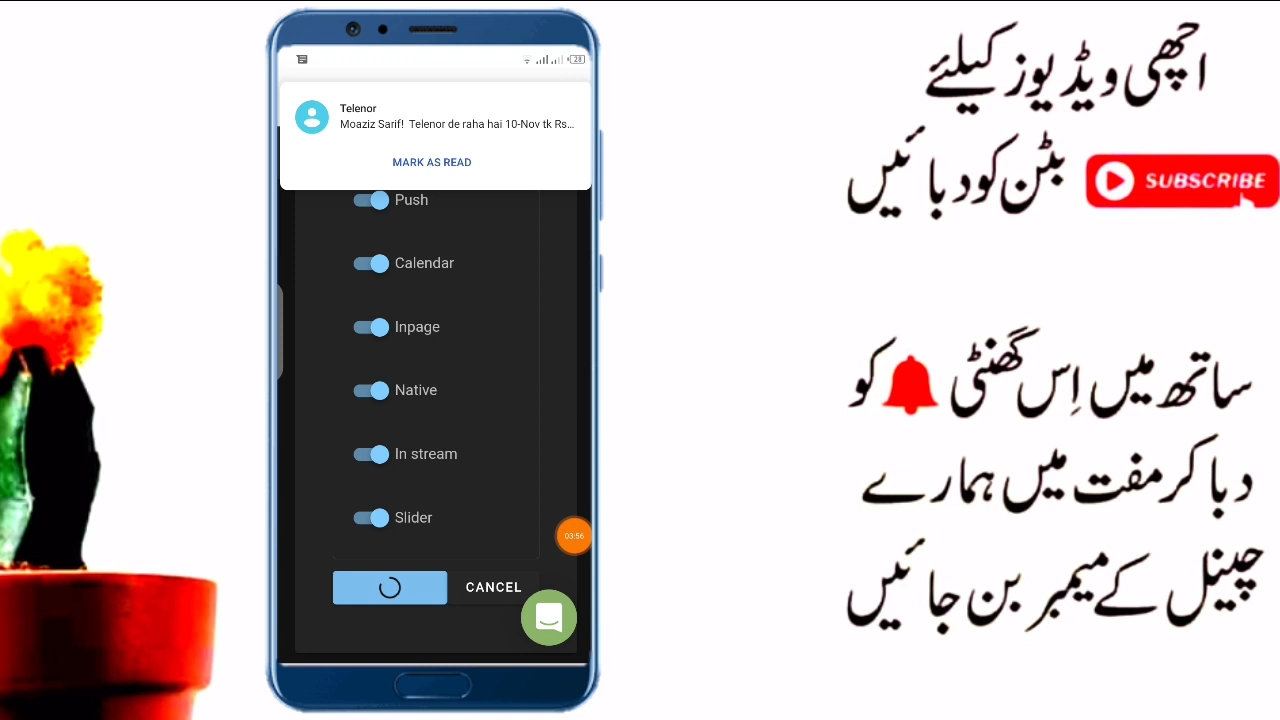 28
Telenor
Moaziz Sarif! Telenor de raha hai 10-Nov tk Rs...
MARK AS READ
Push
Calendar
Inpage
Native
In stream
Slider
03:56
CANCEL
اچھی ویڈیوز کیلئے
بٹن کو دبائیں
SUBSCRIBE
ساتھ میں اِس گھنٹی کو
دبا کر مفت میں ہمارے
چینل کے میمبر بن جائیں